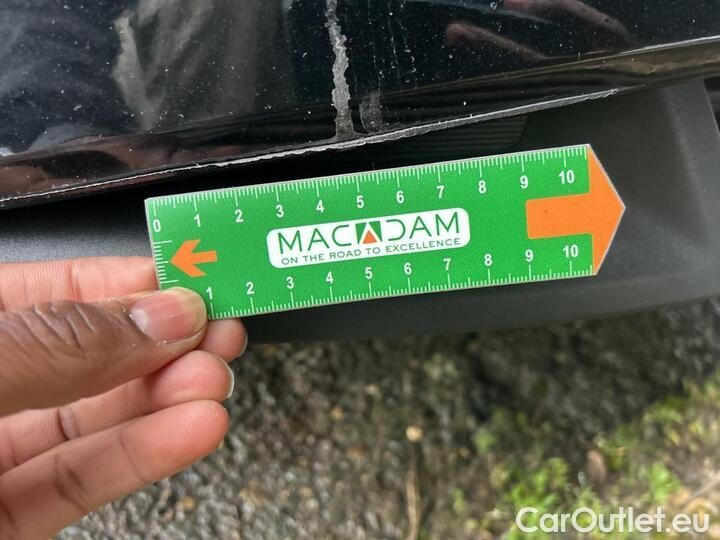 0 1 2 3 4 5 6 7 8 9 10
MACADAM
ON THE ROAD TO EXCELLENCE
1 2 3 4 5 6 7 8 9 10
CarOutlet.eu